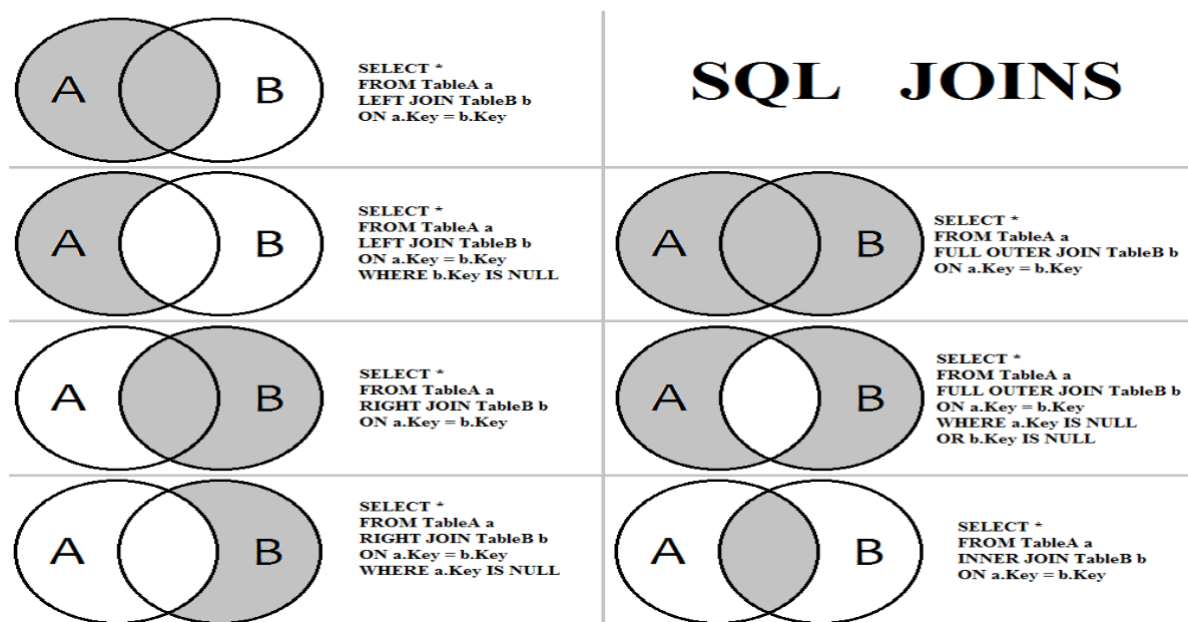 A B
SELECT *
FROM TableA a
LEFT JOIN TableB b
ON a.Key = b.Key
SQL JOINS
A B
SELECT *
FROM TableA a
LEFT JOIN TableB b
ON a.Key = b.Key
WHERE b.Key IS NULL
A B
SELECT *
FROM TableA a
FULL OUTER JOIN TableB b
ON a.Key = b.Key
A B
SELECT *
FROM TableA a
RIGHT JOIN TableB b
ON a.Key = b.Key
A B
SELECT *
FROM TableA a
FULL OUTER JOIN TableB b
ON a.Key = b.Key
WHERE a.Key IS NULL
OR b.Key IS NULL
A B
SELECT *
FROM TableA a
RIGHT JOIN TableB b
ON a.Key = b.Key
WHERE a.Key IS NULL
A B
SELECT *
FROM TableA a
INNER JOIN TableB b
ON a.Key = b.Key